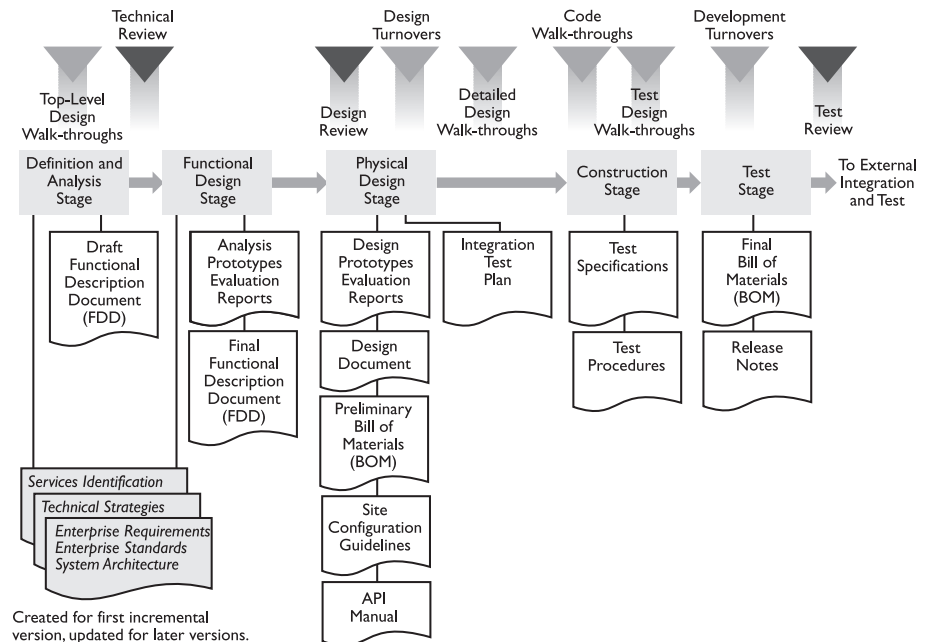 Technical
Review
Design
Turnovers
Code
Walk-throughs
Development
Turnovers
Top-Level
Design
Walk-throughs
Design
Review
Detailed
Design
Walk-throughs
Test
Design
Walk-throughs
Test
Review
Definition and
Analysis
Stage
Functional
Design
Stage
Physical
Design
Stage
Construction
Stage
Test
Stage
To External
Integration
and Test
Draft
Functional
Description
Document
(FDD)
Analysis
Prototypes
Evaluation
Reports
Final
Functional
Description
Document
(FDD)
Design
Prototypes
Evaluation
Reports
Design
Document
Preliminary
Bill of
Materials
(BOM)
Site
Configuration
Guidelines
API
Manual
Integration
Test
Plan
Test
Specifications
Test
Procedures
Final
Bill of
Materials
(BOM)
Release
Notes
Services Identification
Technical Strategies
Enterprise Requirements
Enterprise Standards
System Architecture
Created for first incremental
version, updated for later versions.